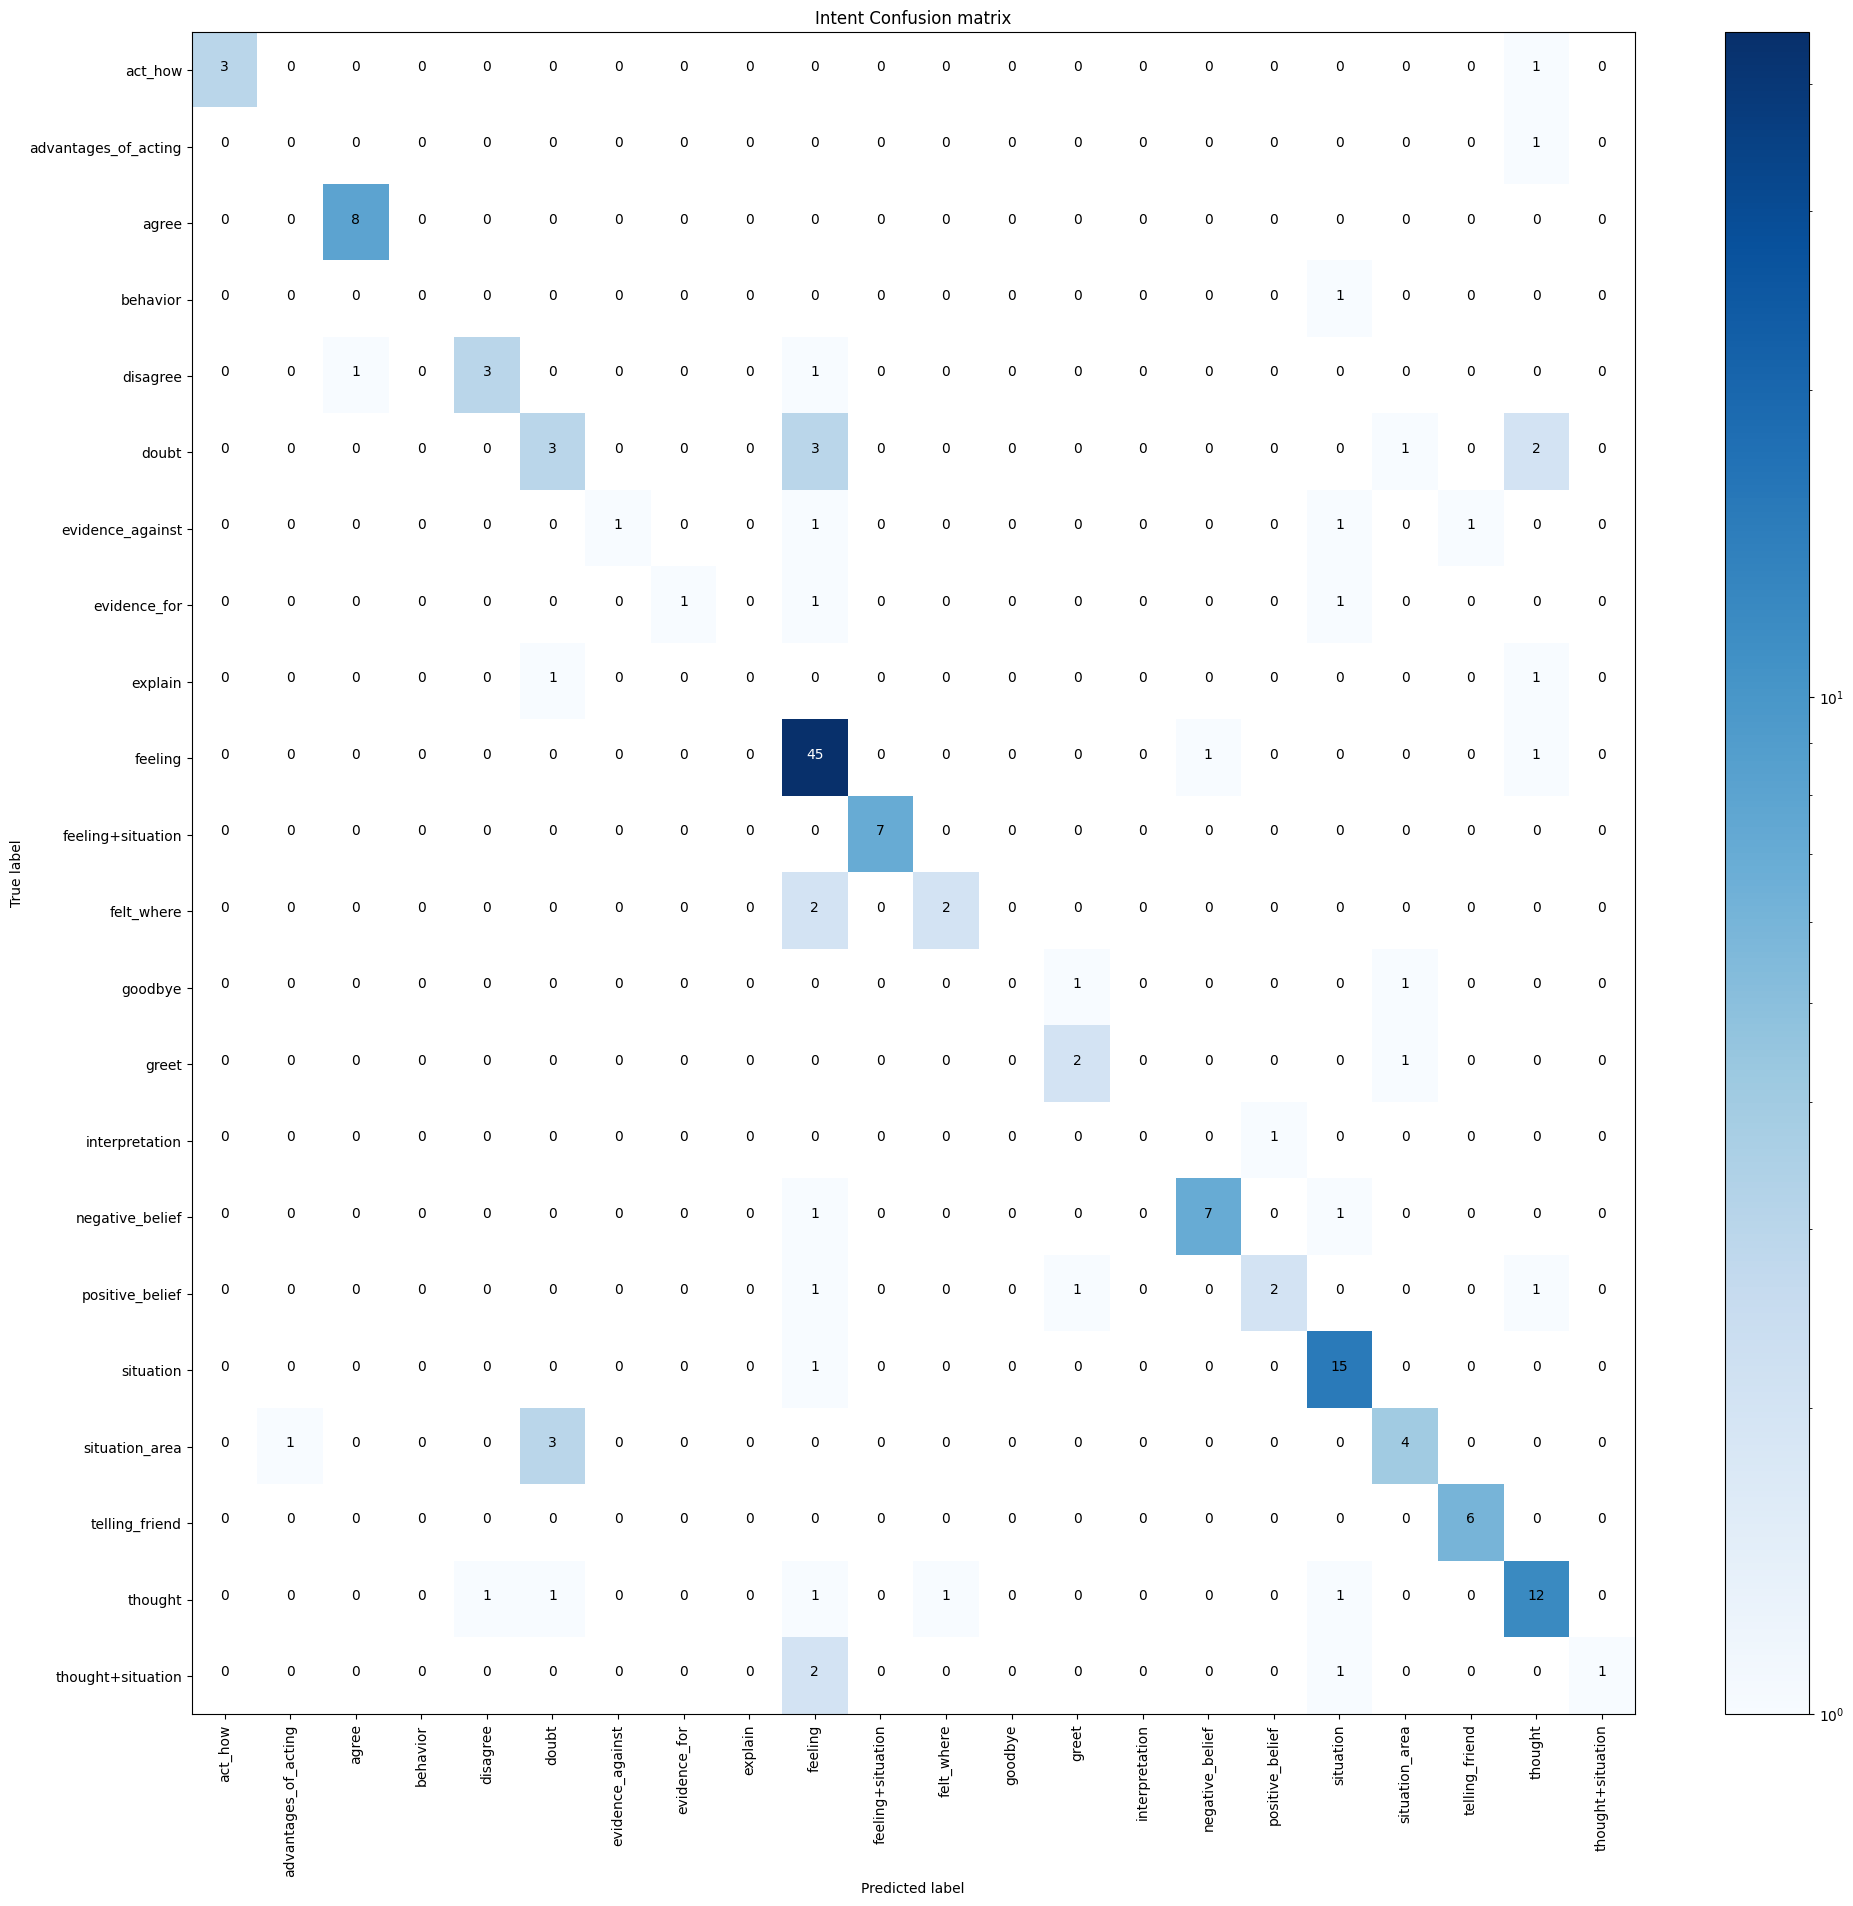 Intent Confusion matrix
act_how 3 0 0 0 0 0 0 0 0 0 0 0 0 0 0 0 0 0 0 0 1 0
advantages_of_acting 0 0 0 0 0 0 0 0 0 0 0 0 0 0 0 0 0 0 0 0 1 0
agree 0 0 8 0 0 0 0 0 0 0 0 0 0 0 0 0 0 0 0 0 0 0
behavior 0 0 0 0 0 0 0 0 0 0 0 0 0 0 0 0 0 1 0 0 0 0
disagree 0 0 1 0 3 0 0 0 0 1 0 0 0 0 0 0 0 0 0 0 0 0
doubt 0 0 0 0 0 3 0 0 0 3 0 0 0 0 0 0 0 0 1 0 2 0
evidence_against 0 0 0 0 0 0 1 0 0 1 0 0 0 0 0 0 0 1 0 1 0 0
evidence_for 0 0 0 0 0 0 0 1 0 1 0 0 0 0 0 0 0 1 0 0 0 0
explain 0 0 0 0 0 1 0 0 0 0 0 0 0 0 0 0 0 0 0 0 1 0
feeling 0 0 0 0 0 0 0 0 0 45 0 0 0 0 0 1 0 0 0 0 1 0
feeling+situation 0 0 0 0 0 0 0 0 0 0 7 0 0 0 0 0 0 0 0 0 0 0
felt_where 0 0 0 0 0 0 0 0 0 2 0 2 0 0 0 0 0 0 0 0 0 0
goodbye 0 0 0 0 0 0 0 0 0 0 0 0 0 1 0 0 0 0 1 0 0 0
greet 0 0 0 0 0 0 0 0 0 0 0 0 0 2 0 0 0 0 1 0 0 0
interpretation 0 0 0 0 0 0 0 0 0 0 0 0 0 0 0 0 1 0 0 0 0 0
negative_belief 0 0 0 0 0 0 0 0 0 1 0 0 0 0 0 7 0 1 0 0 0 0
positive_belief 0 0 0 0 0 0 0 0 0 1 0 0 0 1 0 0 2 0 0 0 1 0
situation 0 0 0 0 0 0 0 0 0 1 0 0 0 0 0 0 0 15 0 0 0 0
situation_area 0 1 0 0 0 3 0 0 0 0 0 0 0 0 0 0 0 0 4 0 0 0
telling_friend 0 0 0 0 0 0 0 0 0 0 0 0 0 0 0 0 0 0 0 6 0 0
thought 0 0 0 0 1 1 0 0 0 1 0 1 0 0 0 0 0 1 0 0 12 0
thought+situation 0 0 0 0 0 0 0 0 0 2 0 0 0 0 0 0 0 1 0 0 0 1
True label
act_how
advantages_of_acting
agree
behavior
disagree
doubt
evidence_against
evidence_for
explain
feeling
feeling+situation
felt_where
goodbye
greet
interpretation
negative_belief
positive_belief
situation
situation_area
telling_friend
thought
thought+situation
Predicted label
10¹
10⁰